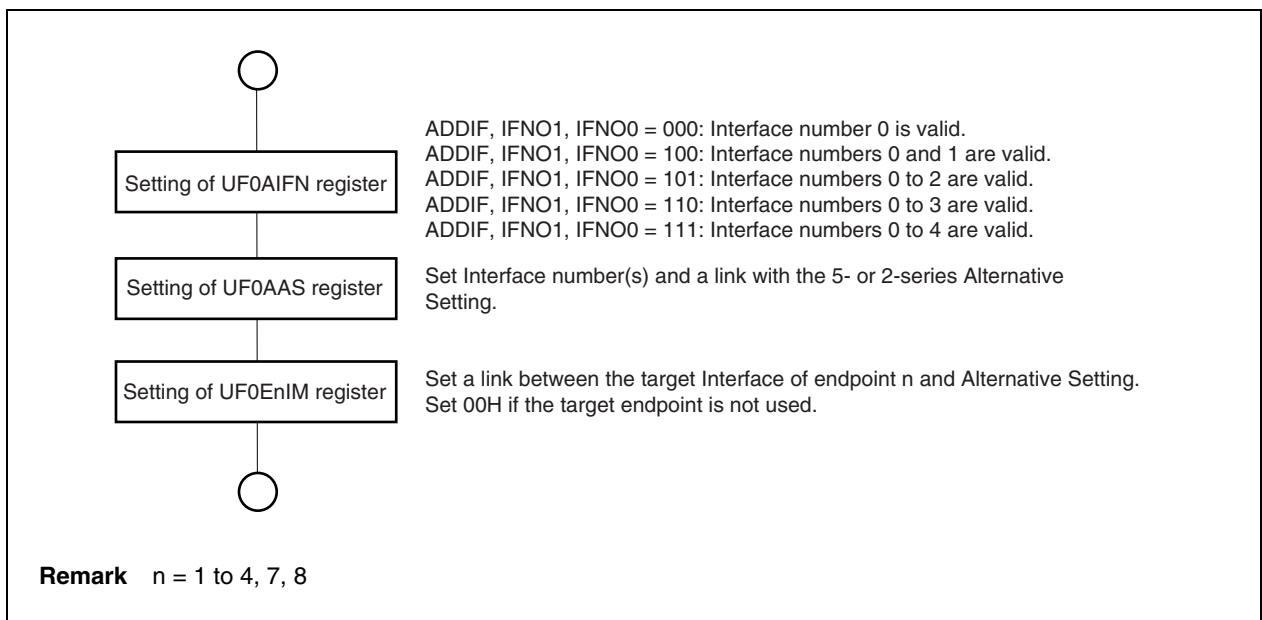 ADDIF, IFNO1, IFNO0 = 000: Interface number 0 is valid.
ADDIF, IFNO1, IFNO0 = 100: Interface numbers 0 and 1 are valid.
Setting of UF0AIFN register
ADDIF, IFNO1, IFNO0 = 101: Interface numbers 0 to 2 are valid.
ADDIF, IFNO1, IFNO0 = 110: Interface numbers 0 to 3 are valid.
ADDIF, IFNO1, IFNO0 = 111: Interface numbers 0 to 4 are valid.
Setting of UF0AAS register
Set Interface number(s) and a link with the 5- or 2-series Alternative
Setting.
Setting of UF0EnIM register
Set a link between the target Interface of endpoint n and Alternative Setting.
Set 00H if the target endpoint is not used.
Remark n = 1 to 4, 7, 8